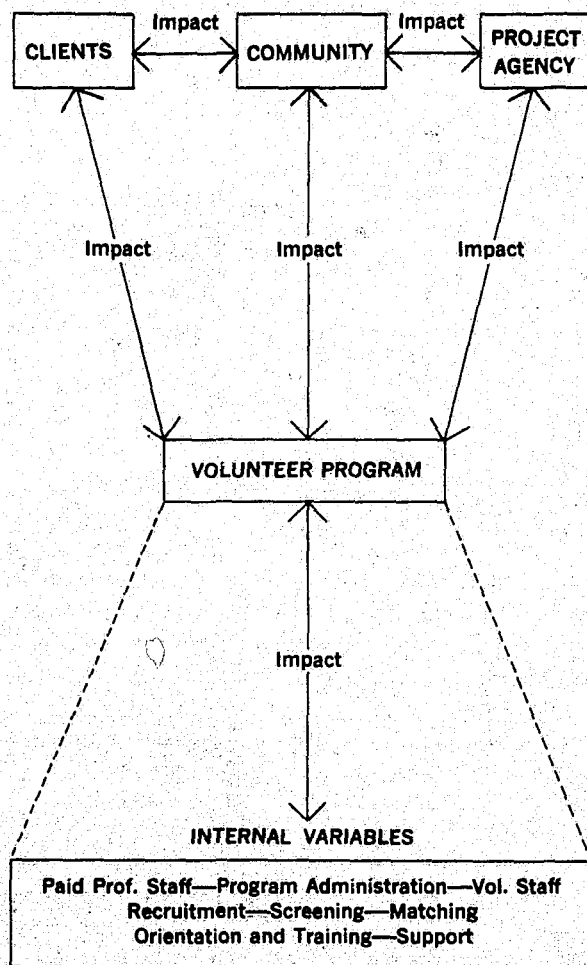 Impact
Impact
CLIENTS
COMMUNITY
PROJECT
AGENCY
Impact
Impact
Impact
VOLUNTEER PROGRAM
Impact
INTERNAL VARIABLES
Paid Prof. Staff—Program Administration—Vol. Staff
Recruitment—Screening—Matching
Orientation and Training—Support